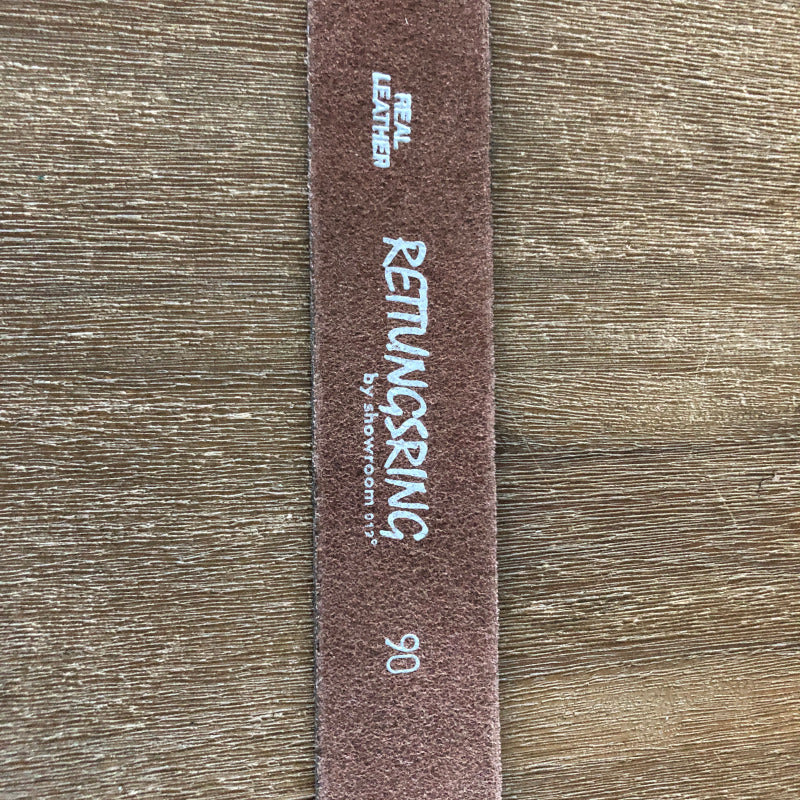 REAL
LEATHER
RETTUNGSRING
by showroom 019°
90